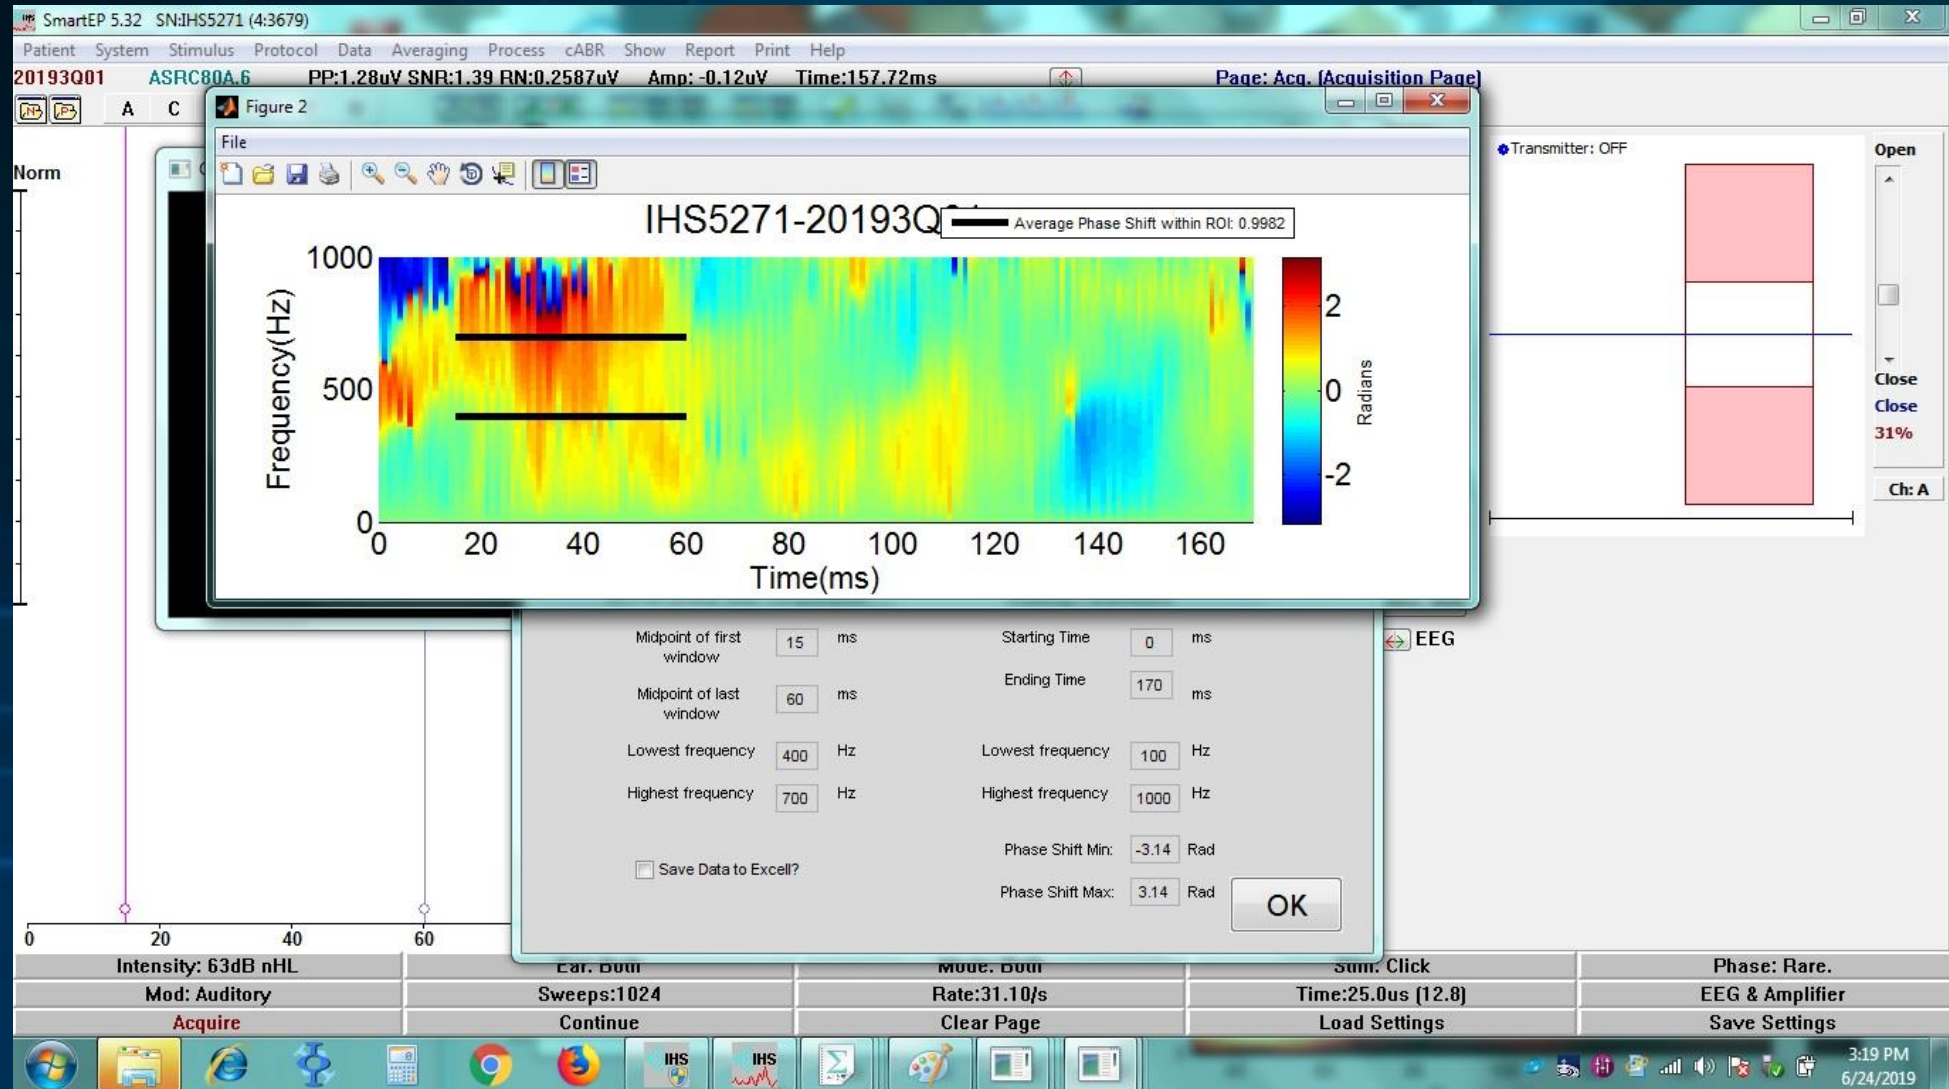 SmartEP 5.32 SN:IHS5271 (4:3679)
Patient System Stimulus Protocol Data Averaging Process cABR Show Report Print Help
20193Q01 ASRC80A.6 PP:1.28uV SNR:1.39 RN:0.2587uV Amp: -0.12uV Time:157.72ms Page: Acq. (Acquisition Page)
A C
Figure 2
File
Norm
IHS5271-20193Q
Average Phase Shift within ROI: 0.9982
1000
500
0
Frequency(Hz)
0 20 40 60 80 100 120 140 160
Time(ms)
2
0
-2
Radians
Transmitter: OFF
Open
Close
Close
31%
Ch: A
EEG
Midpoint of first window 15 ms
Midpoint of last window 60 ms
Lowest frequency 400 Hz
Highest frequency 700 Hz
Save Data to Excell?
Starting Time 0 ms
Ending Time 170 ms
Lowest frequency 100 Hz
Highest frequency 1000 Hz
Phase Shift Min: -3.14 Rad
Phase Shift Max: 3.14 Rad
OK
0 20 40 60
Intensity: 63dB nHL Ear: Both Mode: Both Stim: Click Phase: Rare.
Mod: Auditory Sweeps:1024 Rate:31.10/s Time:25.0us (12.8) EEG & Amplifier
Acquire Continue Clear Page Load Settings Save Settings
IHS IHS
3:19 PM
6/24/2019